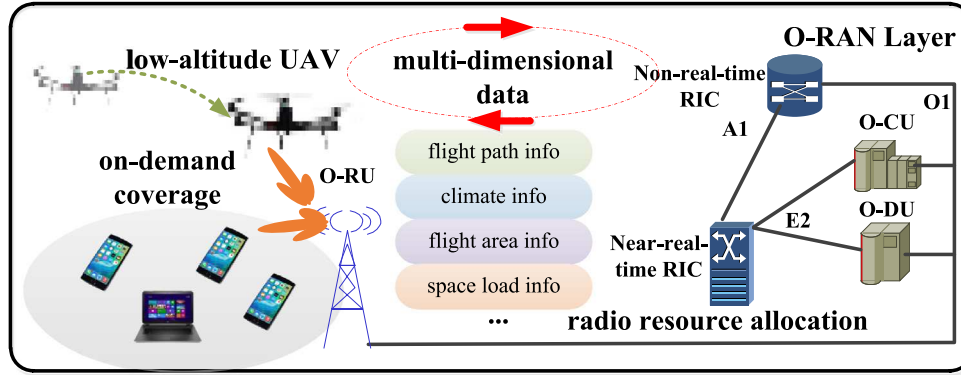 low-altitude UAV
on-demand
coverage
O-RU
multi-dimensional
data
flight path info
climate info
flight area info
space load info
...
O-RAN Layer
Non-real-time
RIC
A1
O1
O-CU
E2
O-DU
Near-real-
time RIC
radio resource allocation